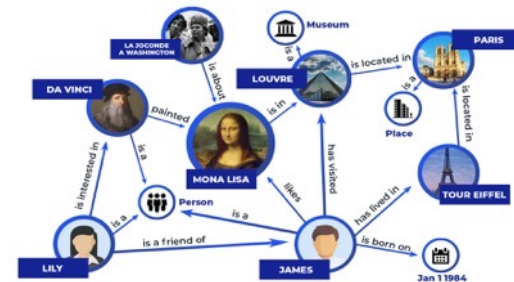 Museum
LA JOCONDE
A WASHINGTON
PARIS
is a
LOUVRE
is located in
DA VINCI
is about
is a
is in
painted
Place
is located in
is interested in
is a
MONA LISA
has visited
TOUR EIFFEL
Person
likes
has lived in
is a
is a
is a friend of
is born on
LILY
JAMES
Jan 1 1984